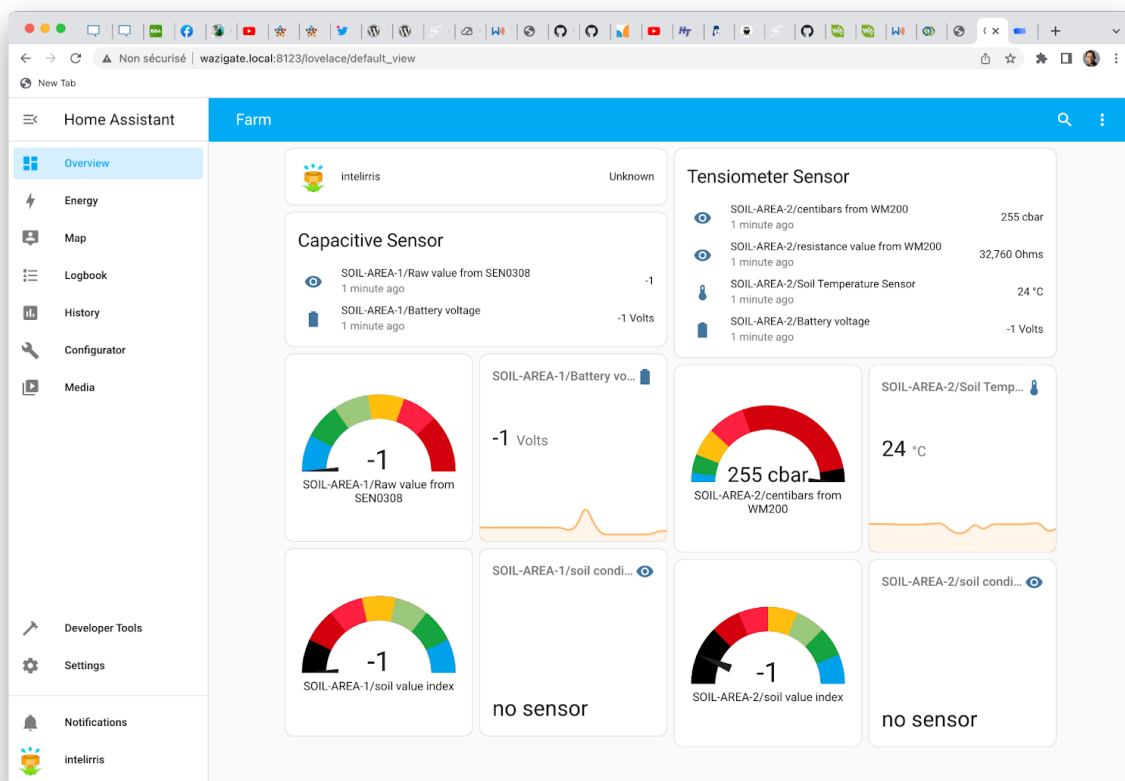 Non sécurisé
wazigate.local:8123/lovelace/default_view
New Tab
Home Assistant
Farm
Overview
Energy
Map
Logbook
History
Configurator
Media
Developer Tools
Settings
Notifications
intelirris
intelirris
Unknown
Capacitive Sensor
SOIL-AREA-1/Raw value from SEN0308
1 minute ago
-1
SOIL-AREA-1/Battery voltage
1 minute ago
-1 Volts
Tensiometer Sensor
SOIL-AREA-2/centibars from WM200
1 minute ago
255 cbar
SOIL-AREA-2/resistance value from WM200
1 minute ago
32,760 Ohms
SOIL-AREA-2/Soil Temperature Sensor
1 minute ago
24 °C
SOIL-AREA-2/Battery voltage
1 minute ago
-1 Volts
-1
SOIL-AREA-1/Raw value from
SEN0308
SOIL-AREA-1/Battery vo...
-1 Volts
255 cbar
SOIL-AREA-2/centibars from
WM200
SOIL-AREA-2/Soil Temp...
24 °C
-1
SOIL-AREA-1/soil value index
SOIL-AREA-1/soil condi...
no sensor
-1
SOIL-AREA-2/soil value index
SOIL-AREA-2/soil condi...
no sensor